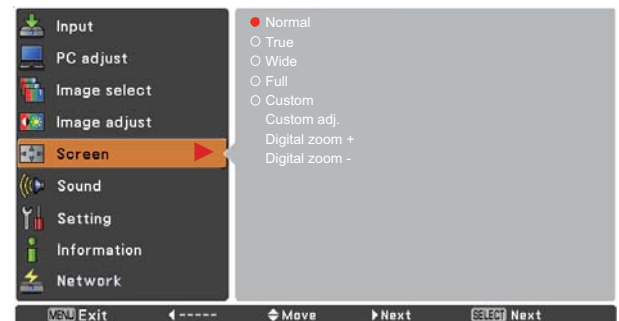 Input
PC adjust
Image select
Image adjust
Screen
Sound
Setting
Information
Network
Normal
True
Wide
Full
Custom
Custom adj.
Digital zoom +
Digital zoom -
MENU Exit ◀----- Move ▶Next SELECT Next